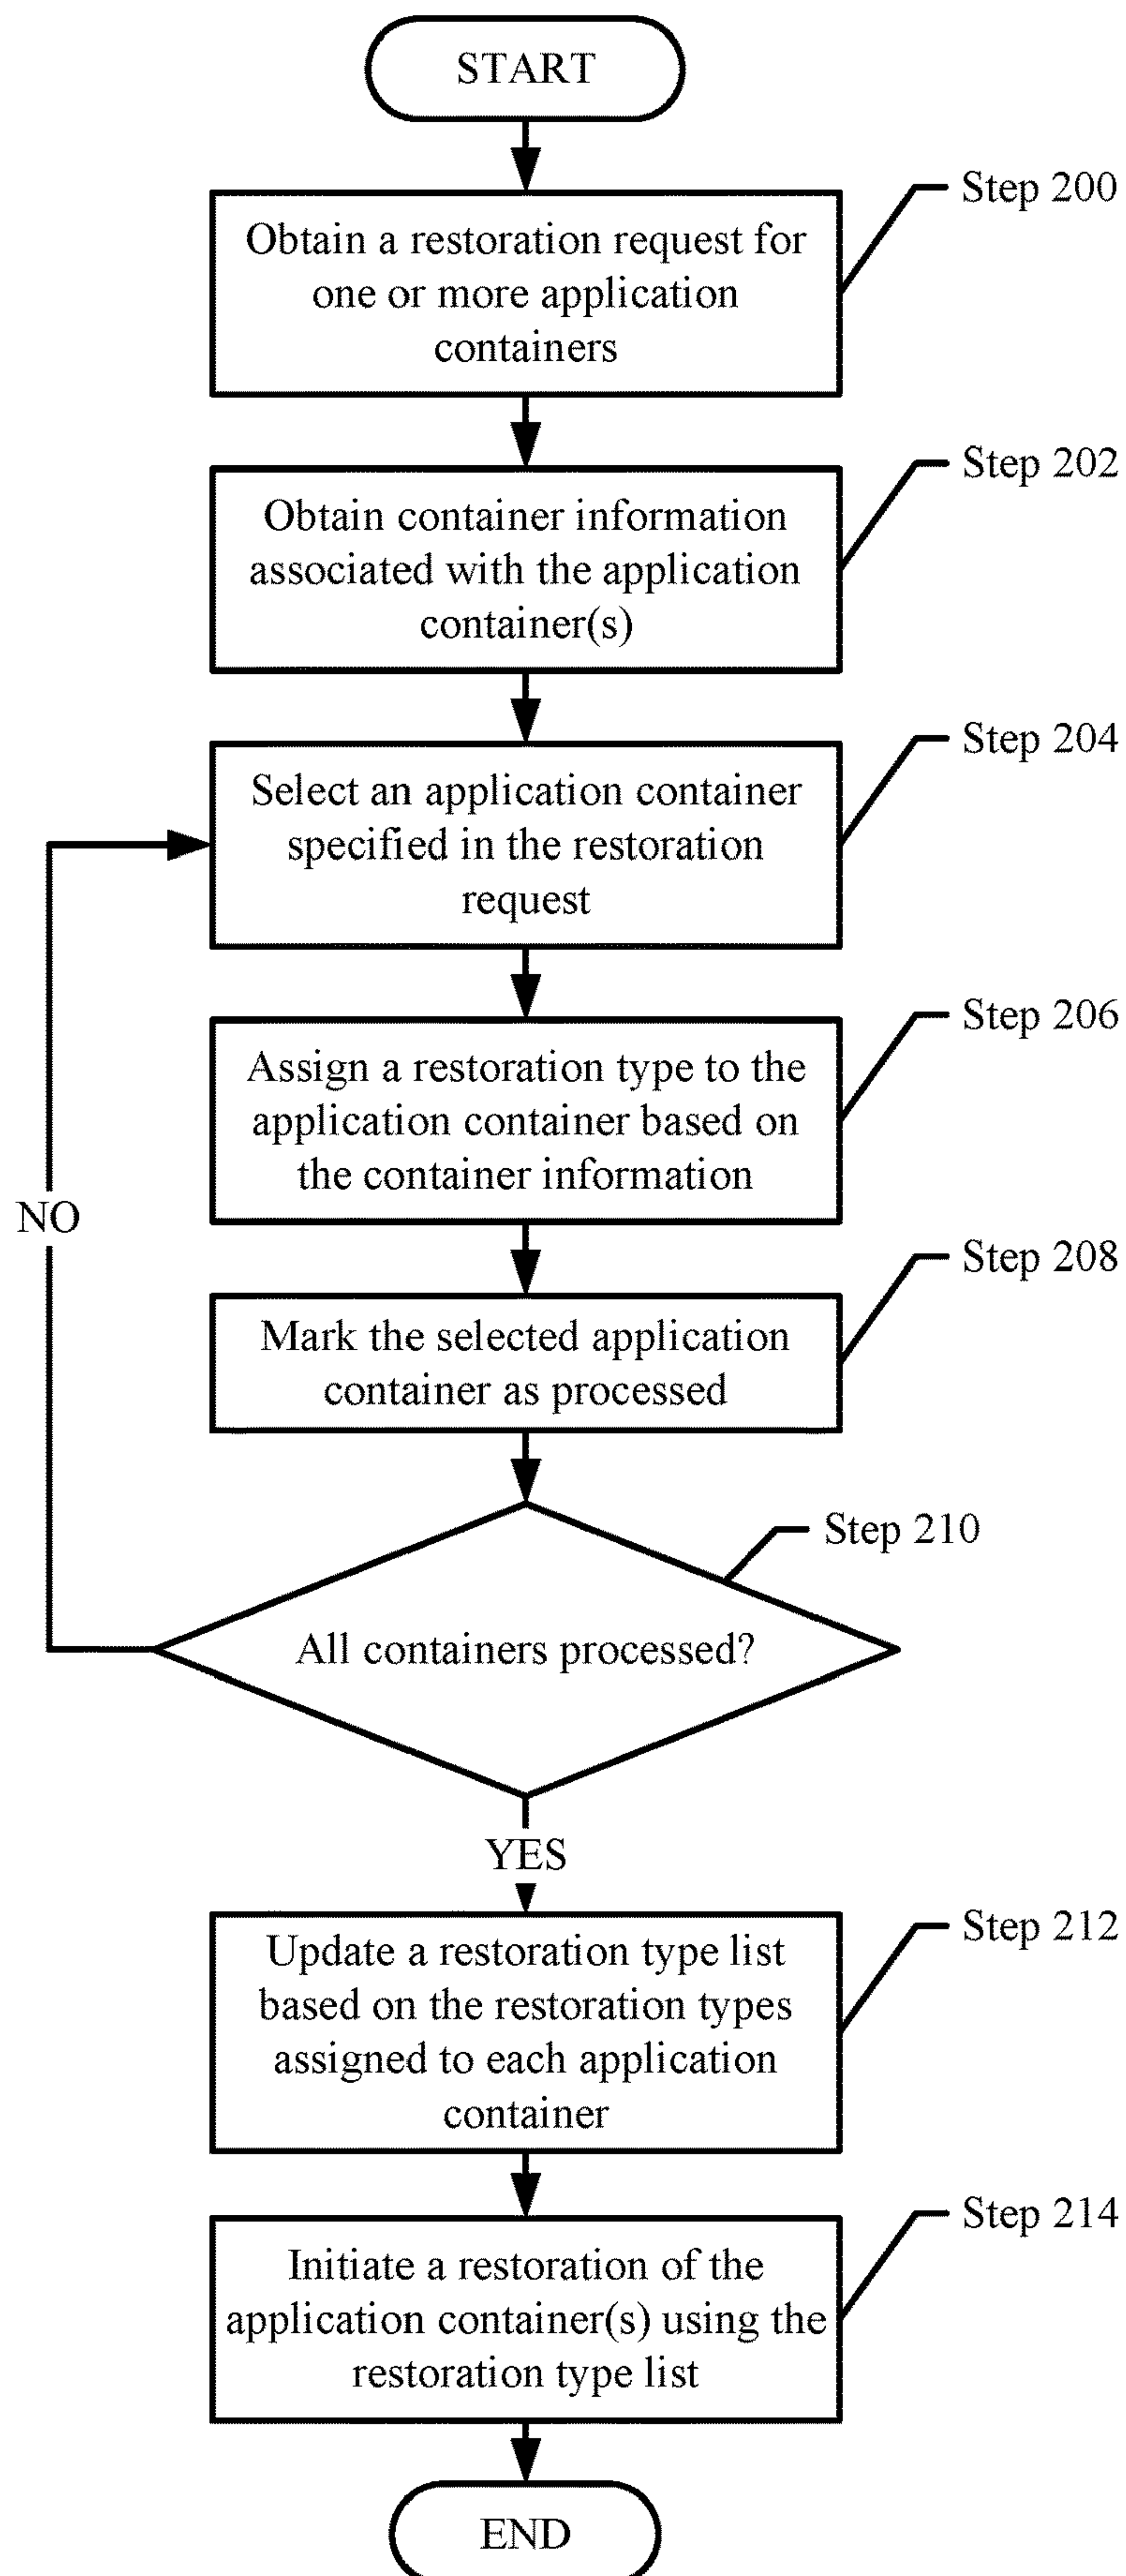 START
Step 200
Obtain a restoration request for
one or more application
containers
Step 202
Obtain container information
associated with the application
container(s)
Step 204
Select an application container
specified in the restoration
request
Step 206
Assign a restoration type to the
application container based on
the container information
NO
Step 208
Mark the selected application
container as processed
Step 210
All containers processed?
YES
Step 212
Update a restoration type list
based on the restoration types
assigned to each application
container
Step 214
Initiate a restoration of the
application container(s) using the
restoration type list
END